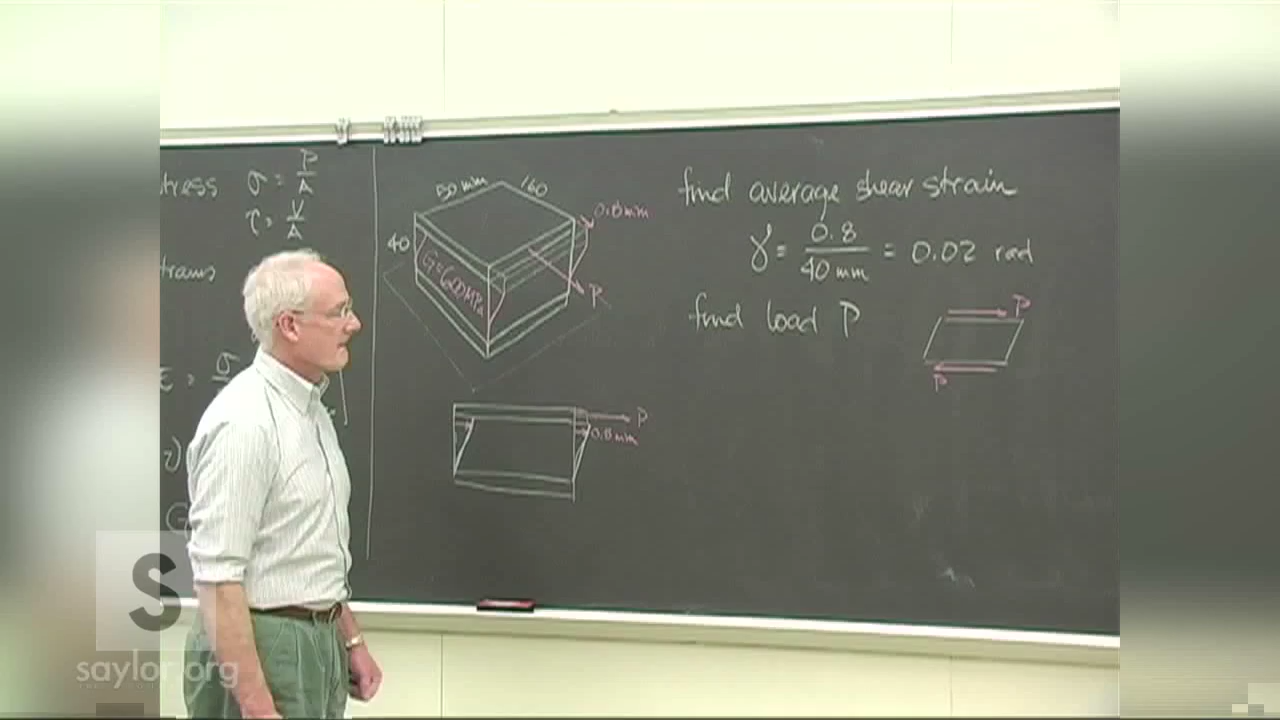 tress σ = P/A
τ = V/A
trains
50 mm 160
0.8 mm
40
G=600 MPa
P
P
0.8 mm
find average shear strain
γ = 0.8/40 mm = 0.02 rad
find load P
P
P
S
saylor.org